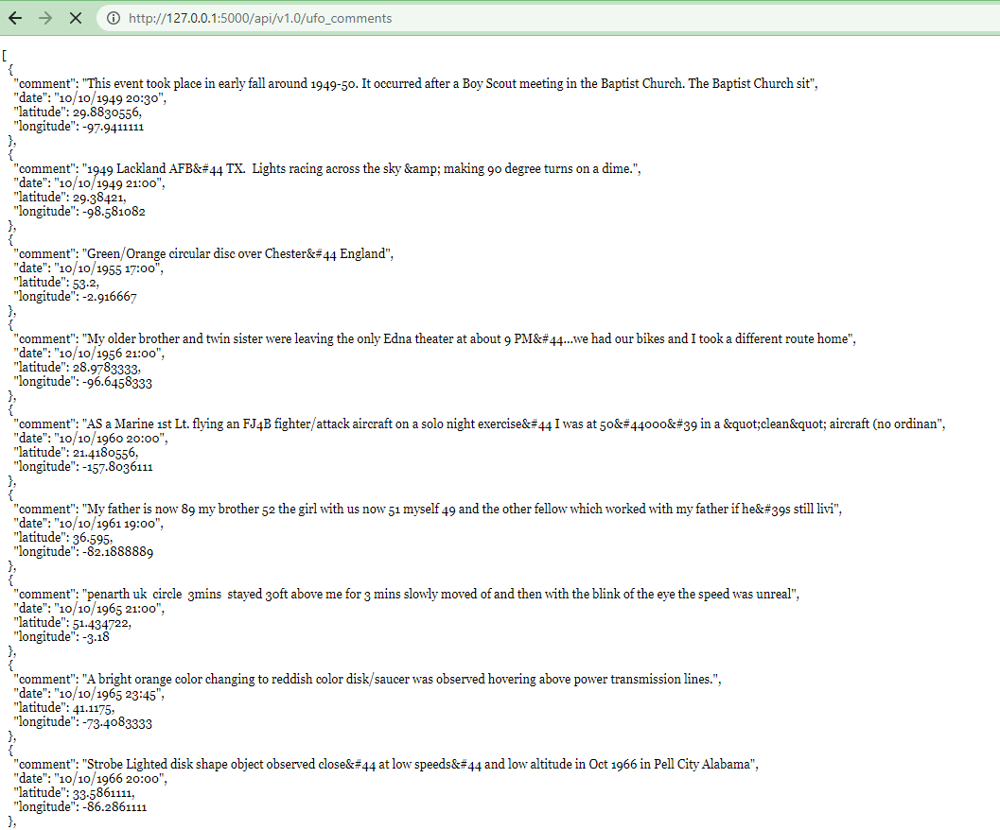 http://127.0.0.1:5000/api/v1.0/ufo_comments
[
{
"comment": "This event took place in early fall around 1949-50. It occurred after a Boy Scout meeting in the Baptist Church. The Baptist Church sit",
"date": "10/10/1949 20:30",
"latitude": 29.8830556,
"longitude": -97.9411111
},
{
"comment": "1949 Lackland AFB&#44 TX.  Lights racing across the sky &amp; making 90 degree turns on a dime.",
"date": "10/10/1949 21:00",
"latitude": 29.38421,
"longitude": -98.581082
},
{
"comment": "Green/Orange circular disc over Chester&#44 England",
"date": "10/10/1955 17:00",
"latitude": 53.2,
"longitude": -2.916667
},
{
"comment": "My older brother and twin sister were leaving the only Edna theater at about 9 PM&#44...we had our bikes and I took a different route home",
"date": "10/10/1956 21:00",
"latitude": 28.9783333,
"longitude": -96.6458333
},
{
"comment": "AS a Marine 1st Lt. flying an FJ4B fighter/attack aircraft on a solo night exercise&#44 I was at 50&#44000&#39 in a &quot;clean&quot; aircraft (no ordinan",
"date": "10/10/1960 20:00",
"latitude": 21.4180556,
"longitude": -157.8036111
},
{
"comment": "My father is now 89 my brother 52 the girl with us now 51 myself 49 and the other fellow which worked with my father if he&#39s still livi",
"date": "10/10/1961 19:00",
"latitude": 36.595,
"longitude": -82.1888889
},
{
"comment": "penarth uk  circle  3mins  stayed 30ft above me for 3 mins slowly moved of and then with the blink of the eye the speed was unreal",
"date": "10/10/1965 21:00",
"latitude": 51.434722,
"longitude": -3.18
},
{
"comment": "A bright orange color changing to reddish color disk/saucer was observed hovering above power transmission lines.",
"date": "10/10/1965 23:45",
"latitude": 41.1175,
"longitude": -73.4083333
},
{
"comment": "Strobe Lighted disk shape object observed close&#44 at low speeds&#44 and low altitude in Oct 1966 in Pell City Alabama",
"date": "10/10/1966 20:00",
"latitude": 33.5861111,
"longitude": -86.2861111
},